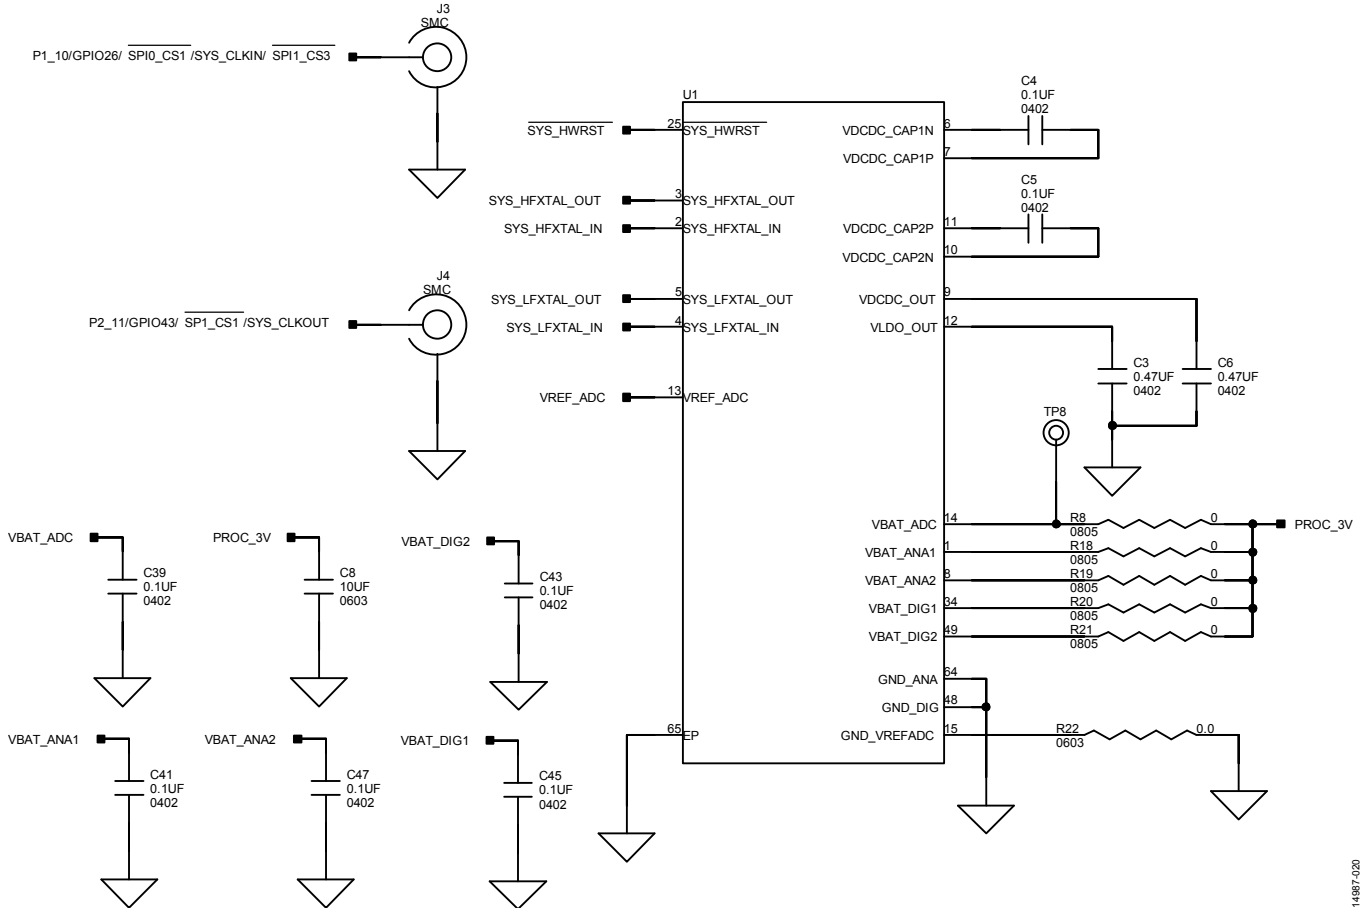 J3
SMC
P1_10/GPIO26/ SPI0_CS1 /SYS_CLKIN/ SPI1_CS3
J4
SMC
P2_11/GPIO43/ SP1_CS1 /SYS_CLKOUT
U1
SYS_HWRST 25 SYS_HWRST
SYS_HFXTAL_OUT 3 SYS_HFXTAL_OUT
SYS_HFXTAL_IN 2 SYS_HFXTAL_IN
SYS_LFXTAL_OUT 5 SYS_LFXTAL_OUT
SYS_LFXTAL_IN 4 SYS_LFXTAL_IN
VREF_ADC 13 VREF_ADC
65 EP
VDCDC_CAP1N 6
VDCDC_CAP1P 7
C4
0.1UF
0402
VDCDC_CAP2P 11
VDCDC_CAP2N 10
C5
0.1UF
0402
VDCDC_OUT 9
VLDO_OUT 12
C3
0.47UF
0402
C6
0.47UF
0402
TP8
VBAT_ADC 14 R8 0 PROC_3V
0805
VBAT_ANA1 1 R18 0
0805
VBAT_ANA2 8 R19 0
0805
VBAT_DIG1 34 R20 0
0805
VBAT_DIG2 49 R21 0
0805
GND_ANA 64
GND_DIG 48
GND_VREFADC 15 R22 0.0
0603
VBAT_ADC
C39
0.1UF
0402
PROC_3V
C8
10UF
0603
VBAT_DIG2
C43
0.1UF
0402
VBAT_ANA1
C41
0.1UF
0402
VBAT_ANA2
C47
0.1UF
0402
VBAT_DIG1
C45
0.1UF
0402
14987-020